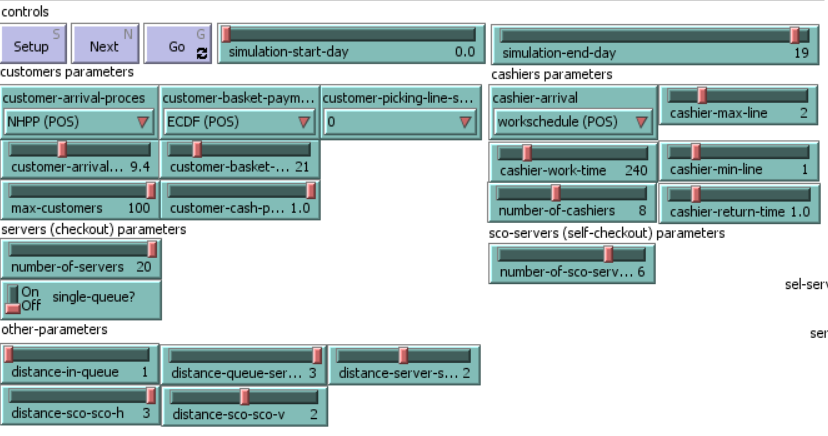 controls
S
Setup
N
Next
G
Go
simulation-start-day 0.0
simulation-end-day 19
customers parameters
cashiers parameters
customer-arrival-proces
NHPP (POS)
customer-basket-paym...
ECDF (POS)
customer-picking-line-s...
0
cashier-arrival
workschedule (POS)
cashier-max-line 2
customer-arrival... 9.4
customer-basket-... 21
cashier-work-time 240
cashier-min-line 1
max-customers 100
customer-cash-p... 1.0
number-of-cashiers 8
cashier-return-time 1.0
servers (checkout) parameters
sco-servers (self-checkout) parameters
number-of-servers 20
number-of-sco-serv... 6
On
Off
single-queue?
sel-serv
other-parameters
ser
distance-in-queue 1
distance-queue-ser... 3
distance-server-s... 2
distance-sco-sco-h 3
distance-sco-sco-v 2